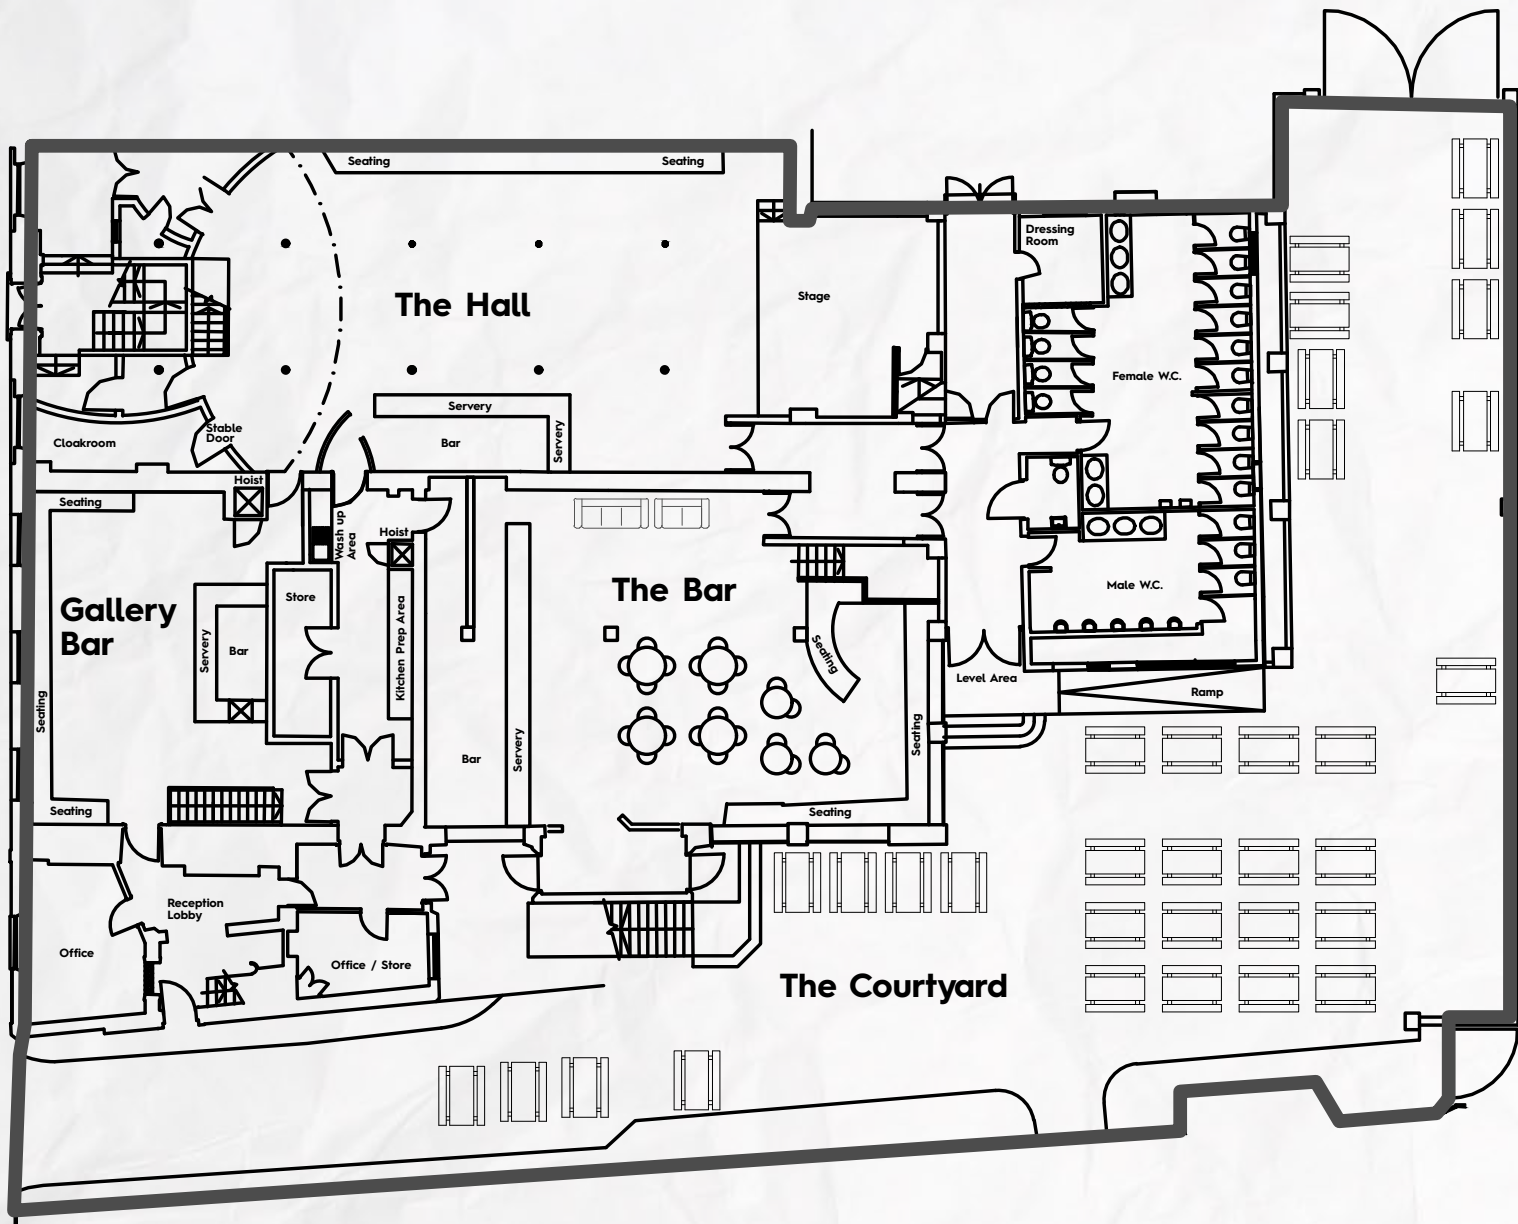 Seating
Seating
Dressing
Room
The Hall
Stage
Female W.C.
Servery
Stable
Door
Cloakroom
Bar
Servery
Hoist
Seating
Wash up
Area
Hoist
The Bar
Male W.C.
Gallery
Bar
Store
Servery
Bar
Kitchen Prep Area
Seating
Level Area
Ramp
Seating
Seating
Bar
Servery
Seating
Seating
Reception
Lobby
Office
Office / Store
The Courtyard